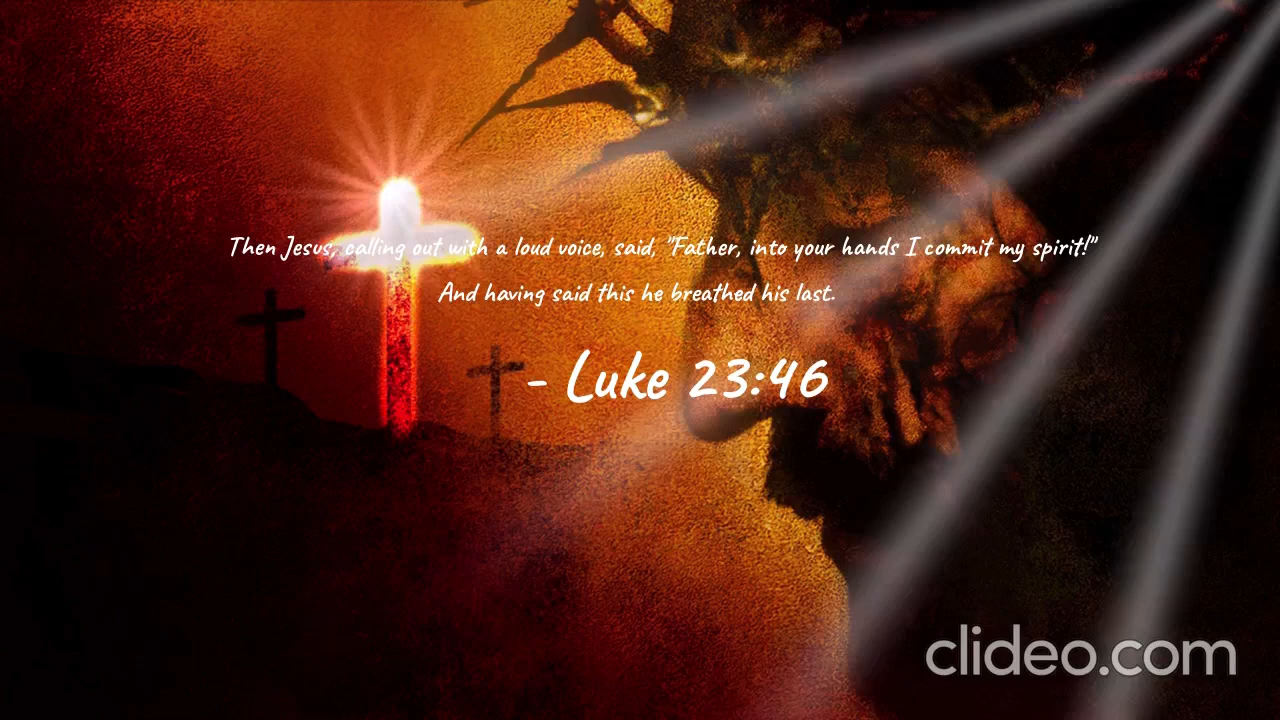 Then Jesus, calling out with a loud voice, said, "Father, into your hands I commit my spirit!"
And having said this he breathed his last.
- Luke 23:46
clideo.com